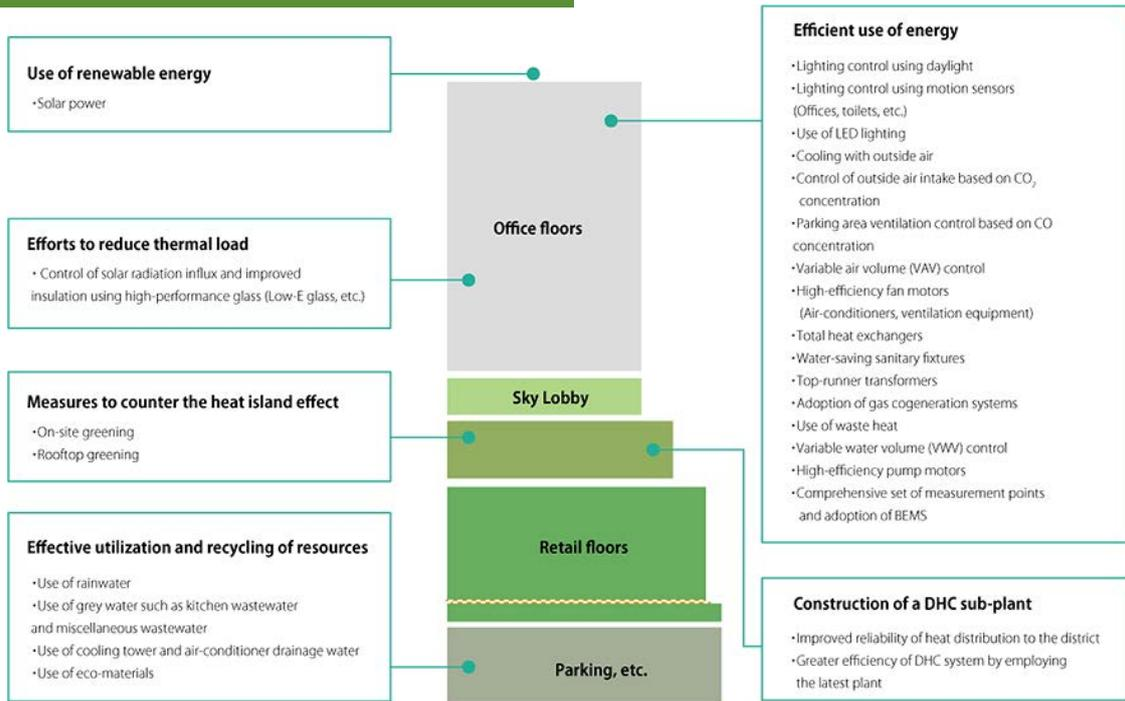 Use of renewable energy
・Solar power
Efforts to reduce thermal load
・ Control of solar radiation influx and improved
insulation using high-performance glass (Low-E glass, etc.)
Measures to counter the heat island effect
・On-site greening
・Rooftop greening
Effective utilization and recycling of resources
・Use of rainwater
・Use of grey water such as kitchen wastewater
and miscellaneous wastewater
・Use of cooling tower and air-conditioner drainage water
・Use of eco-materials
Office floors
Sky Lobby
Retail floors
Parking, etc.
Efficient use of energy
・Lighting control using daylight
・Lighting control using motion sensors
(Offices, toilets, etc.)
・Use of LED lighting
・Cooling with outside air
・Control of outside air intake based on CO₂
concentration
・Parking area ventilation control based on CO
concentration
・Variable air volume (VAV) control
・High-efficiency fan motors
(Air-conditioners, ventilation equipment)
・Total heat exchangers
・Water-saving sanitary fixtures
・Top-runner transformers
・Adoption of gas cogeneration systems
・Use of waste heat
・Variable water volume (VWV) control
・High-efficiency pump motors
・Comprehensive set of measurement points
and adoption of BEMS
Construction of a DHC sub-plant
・Improved reliability of heat distribution to the district
・Greater efficiency of DHC system by employing
the latest plant